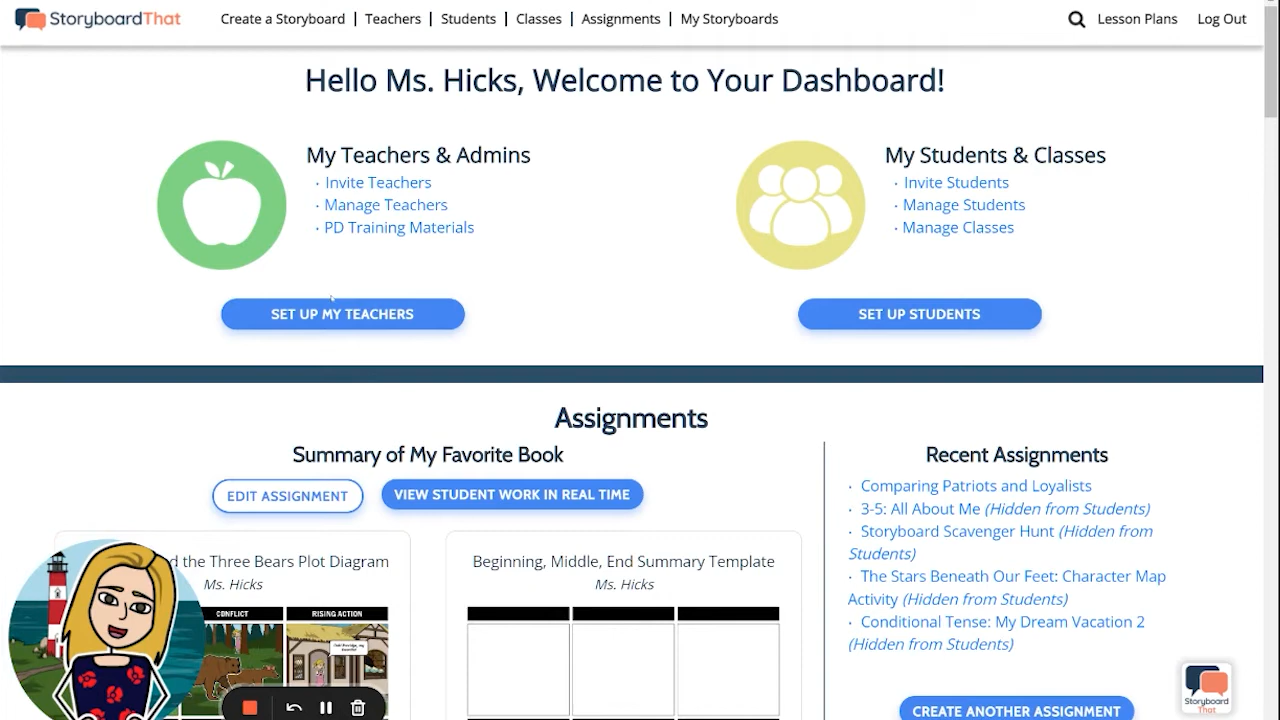 StoryboardThat
Create a Storyboard | Teachers | Students | Classes | Assignments | My Storyboards
Lesson Plans
Log Out
Hello Ms. Hicks, Welcome to Your Dashboard!
My Teachers & Admins
· Invite Teachers
· Manage Teachers
· PD Training Materials
SET UP MY TEACHERS
My Students & Classes
· Invite Students
· Manage Students
· Manage Classes
SET UP STUDENTS
Assignments
Summary of My Favorite Book
EDIT ASSIGNMENT
VIEW STUDENT WORK IN REAL TIME
d the Three Bears Plot Diagram
Ms. Hicks
CONFLICT
RISING ACTION
Beginning, Middle, End Summary Template
Ms. Hicks
Recent Assignments
· Comparing Patriots and Loyalists
· 3-5: All About Me (Hidden from Students)
· Storyboard Scavenger Hunt (Hidden from
Students)
· The Stars Beneath Our Feet: Character Map
Activity (Hidden from Students)
· Conditional Tense: My Dream Vacation 2
(Hidden from Students)
CREATE ANOTHER ASSIGNMENT
Storyboard
That